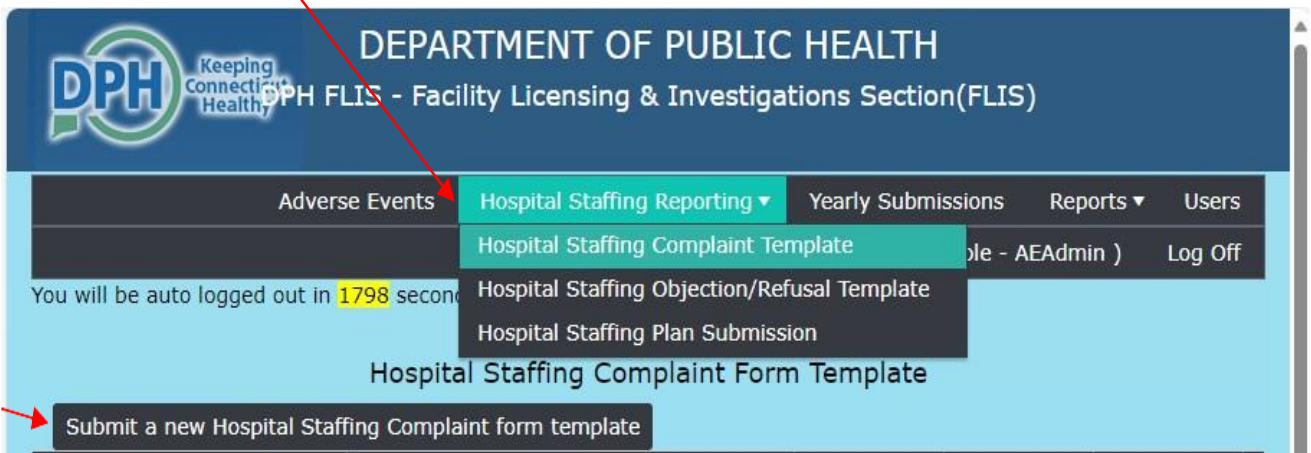 DPH Keeping
Connecticut
Healthy
DEPARTMENT OF PUBLIC HEALTH
DPH FLIS - Facility Licensing & Investigations Section(FLIS)
Adverse Events Hospital Staffing Reporting ▾ Yearly Submissions Reports ▾ Users
Hospital Staffing Complaint Template
ole - AEAdmin ) Log Off
You will be auto logged out in 1798 secon
Hospital Staffing Objection/Refusal Template
Hospital Staffing Plan Submission
Hospital Staffing Complaint Form Template
Submit a new Hospital Staffing Complaint form template